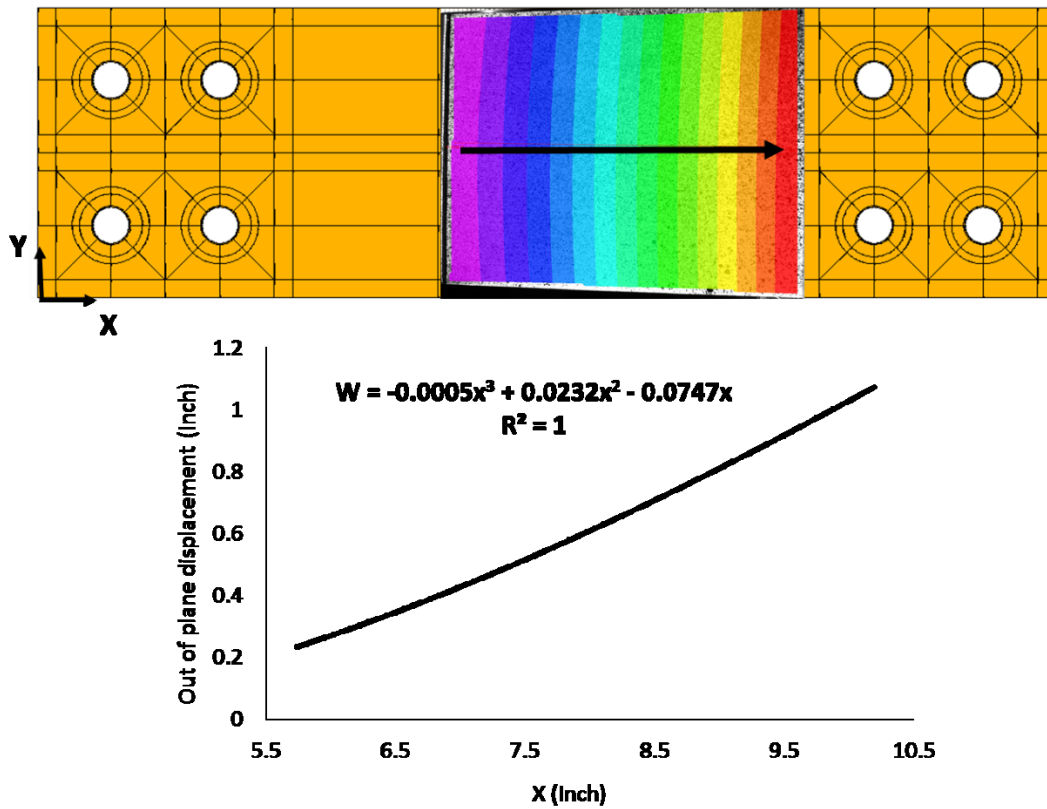 Y
X
W = -0.0005x³ + 0.0232x² - 0.0747x
R² = 1
1.2
1
0.8
0.6
0.4
0.2
0
Out of plane displacement (Inch)
5.5 6.5 7.5 8.5 9.5 10.5
X (Inch)